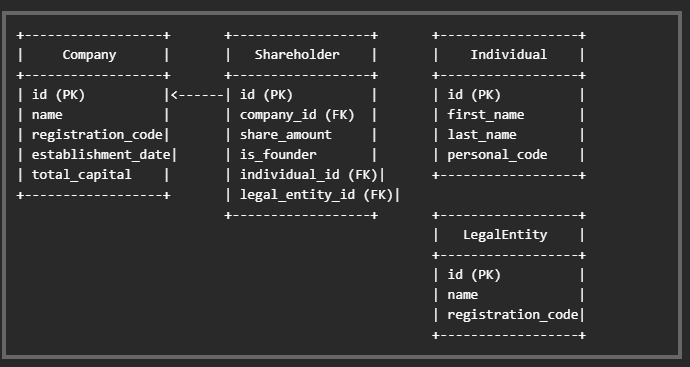 +------------------+      +------------------+      +------------------+
|     Company      |      |   Shareholder    |      |    Individual    |
+------------------+      +------------------+      +------------------+
| id (PK)          |<-----| id (PK)          |      | id (PK)          |
| name             |      | company_id (FK)  |      | first_name       |
| registration_code|      | share_amount     |      | last_name        |
| establishment_date|     | is_founder       |      | personal_code    |
| total_capital    |      | individual_id (FK)|     +------------------+
+------------------+      | legal_entity_id (FK)|
                          +------------------+      +------------------+
                                                    |   LegalEntity    |
                                                    +------------------+
                                                    | id (PK)          |
                                                    | name             |
                                                    | registration_code|
                                                    +------------------+